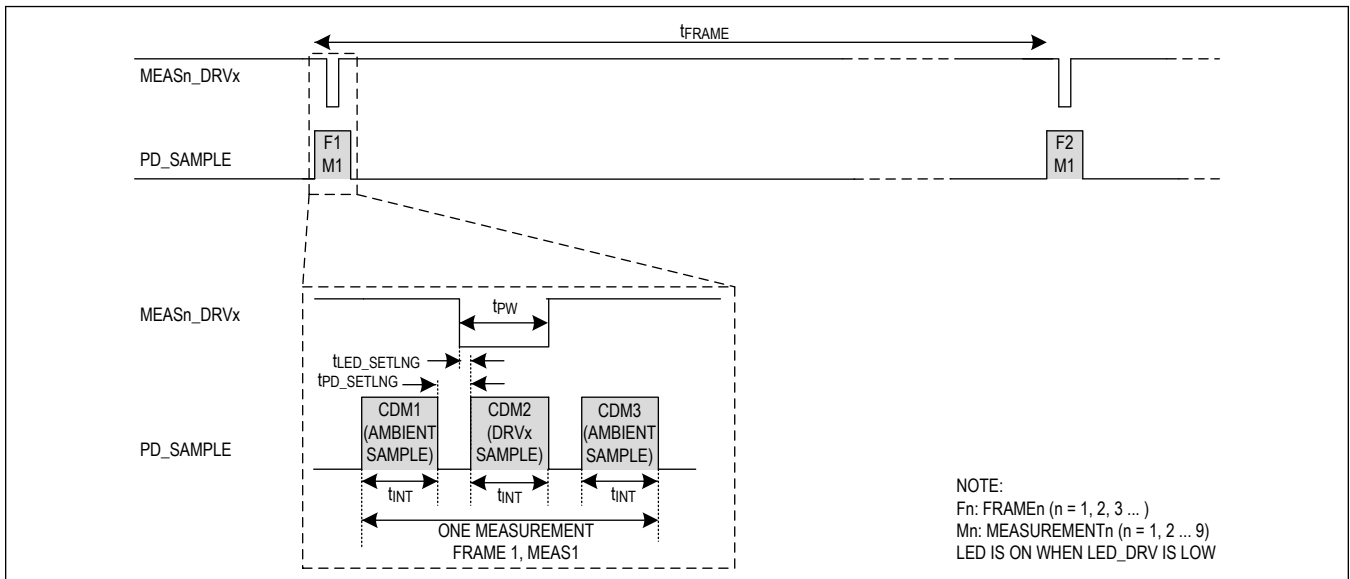 tFRAME
MEASn_DRVx
F1
M1
F2
M1
PD_SAMPLE
MEASn_DRVx
tPW
tLED_SETLNG
tPD_SETLNG
CDM1
(AMBIENT
SAMPLE)
CDM2
(DRVx
SAMPLE)
CDM3
(AMBIENT
SAMPLE)
PD_SAMPLE
tINT
tINT
tINT
ONE MEASUREMENT
FRAME 1, MEAS1
NOTE:
Fn: FRAMEn (n = 1, 2, 3 ... )
Mn: MEASUREMENTn (n = 1, 2 ... 9)
LED IS ON WHEN LED_DRV IS LOW